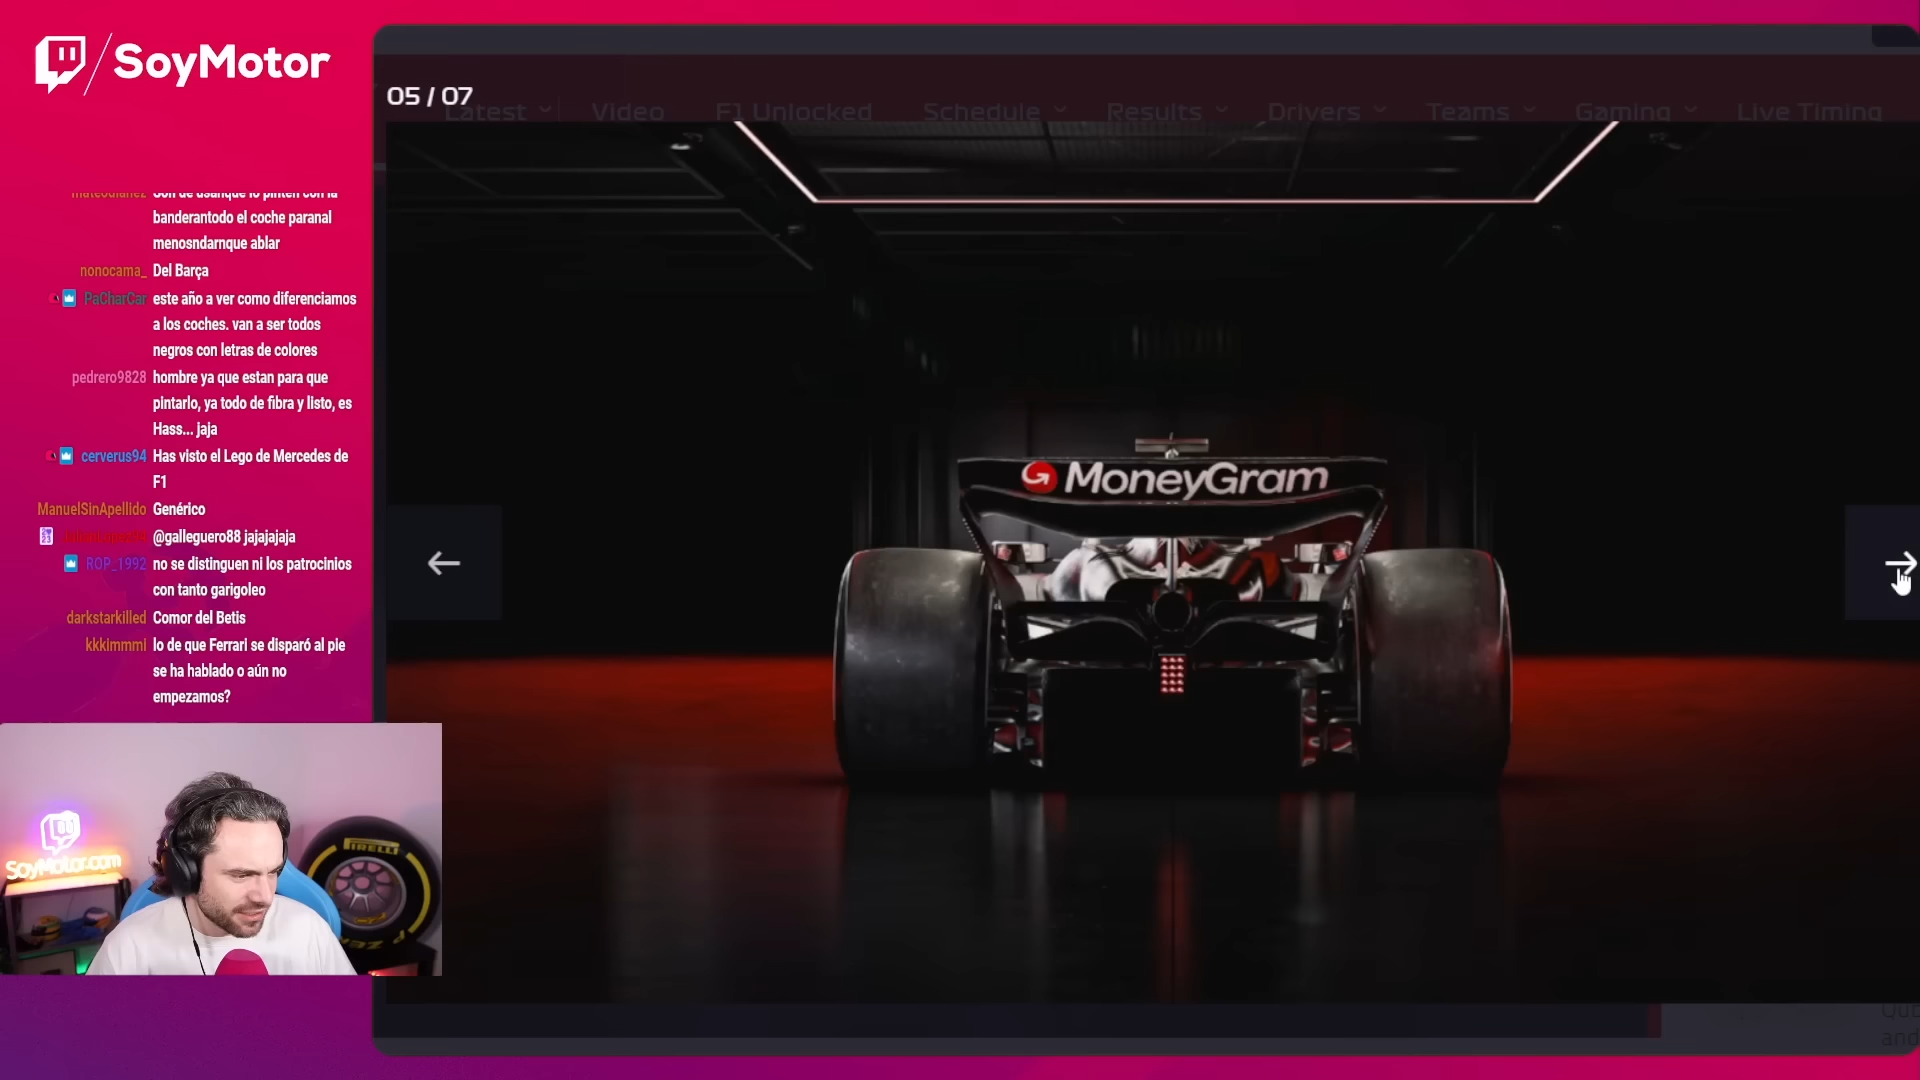 SoyMotor
05 / 07
Latest
Video
F1 Unlocked
Schedule
Results
Drivers
Teams
Gaming
Live Timing
banderantodo el coche paranal
menosndarnque ablar
nonocama_ Del Barça
PaCharCar este año a ver como diferenciamos
a los coches. van a ser todos
negros con letras de colores
pedrero9828 hombre ya que estan para que
pintarlo, ya todo de fibra y listo, es
Hass... jaja
cerverus94 Has visto el Lego de Mercedes de
F1
ManuelSinApellido Genérico
@galleguero88 jajajajaja
ROP_1992 no se distinguen ni los patrocinios
con tanto garigoleo
darkstarkilled Comor del Betis
kkkimmmi lo de que Ferrari se disparó al pie
se ha hablado o aún no
empezamos?
MoneyGram
SoyMotor.com
PIRELLI
P ZERO
and